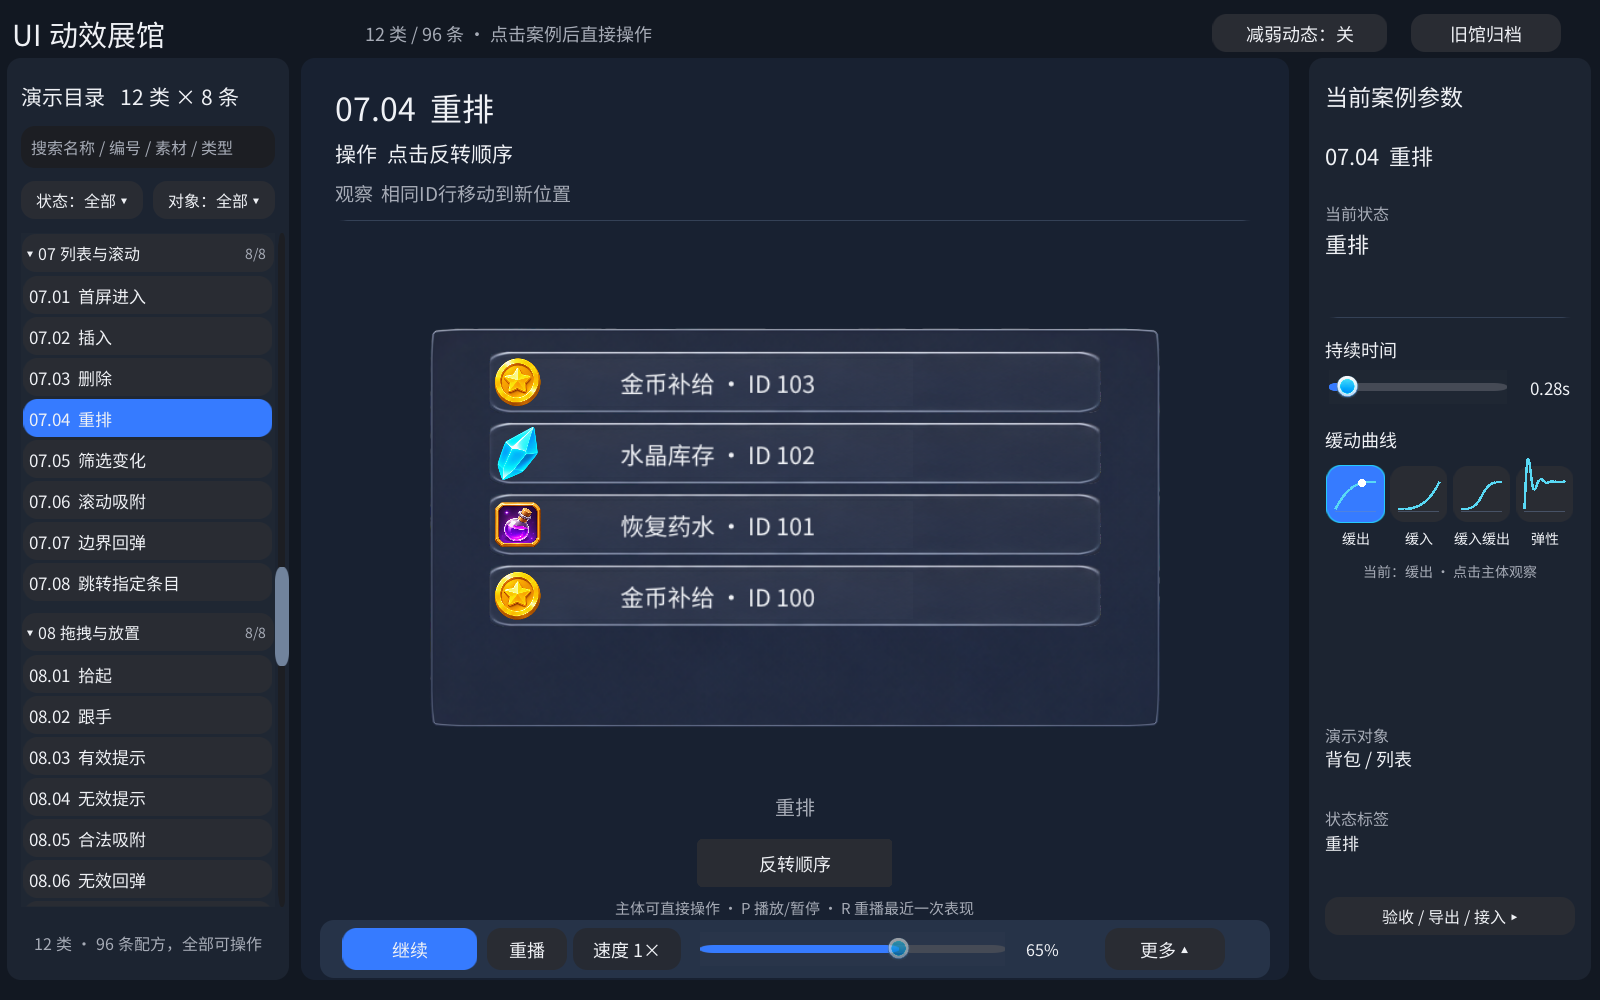 UI 动效展馆
12 类 / 96 条 • 点击案例后直接操作
减弱动态：关
旧馆归档
演示目录 12 类 × 8 条
搜索名称 / 编号 / 素材 / 类型
状态：全部 ▾
对象：全部 ▾
▾ 07 列表与滚动 8/8
07.01 首屏进入
07.02 插入
07.03 删除
07.04 重排
07.05 筛选变化
07.06 滚动吸附
07.07 边界回弹
07.08 跳转指定条目
▾ 08 拖拽与放置 8/8
08.01 拾起
08.02 跟手
08.03 有效提示
08.04 无效提示
08.05 合法吸附
08.06 无效回弹
12 类 • 96 条配方，全部可操作
07.04 重排
操作 点击反转顺序
观察 相同ID行移动到新位置
金币补给 • ID 103
水晶库存 • ID 102
恢复药水 • ID 101
金币补给 • ID 100
重排
反转顺序
主体可直接操作 • P 播放/暂停 • R 重播最近一次表现
继续
重播
速度 1×
65%
更多 ▴
当前案例参数
07.04 重排
当前状态
重排
持续时间
0.28s
缓动曲线
缓出
缓入
缓入缓出
弹性
当前：缓出 • 点击主体观察
演示对象
背包 / 列表
状态标签
重排
验收 / 导出 / 接入 ▸